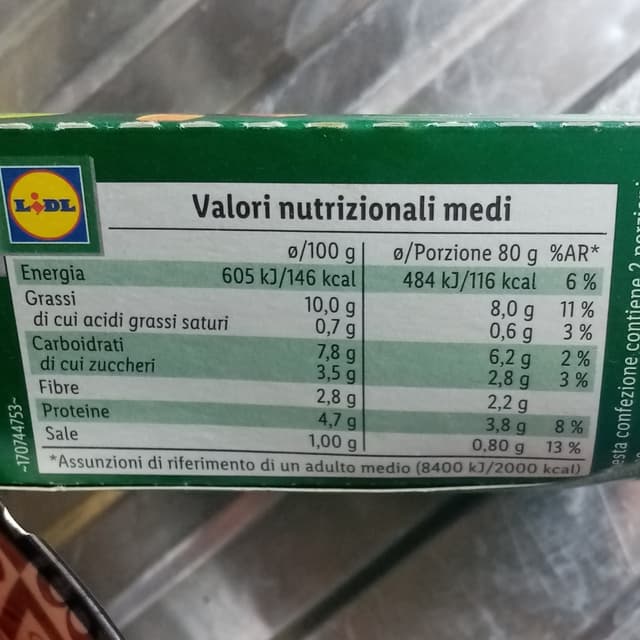 LIDL
Valori nutrizionali medi
ø/100 g ø/Porzione 80 g %AR*
Energia 605 kJ/146 kcal 484 kJ/116 kcal 6 %
Grassi 10,0 g 8,0 g 11 %
di cui acidi grassi saturi 0,7 g 0,6 g 3 %
Carboidrati 7,8 g 6,2 g 2 %
di cui zuccheri 3,5 g 2,8 g 3 %
Fibre 2,8 g 2,2 g
Proteine 4,7 g 3,8 g 8 %
Sale 1,00 g 0,80 g 13 %
*Assunzioni di riferimento di un adulto medio (8400 kJ/2000 kcal)
-170744753-
confezione contiene 2